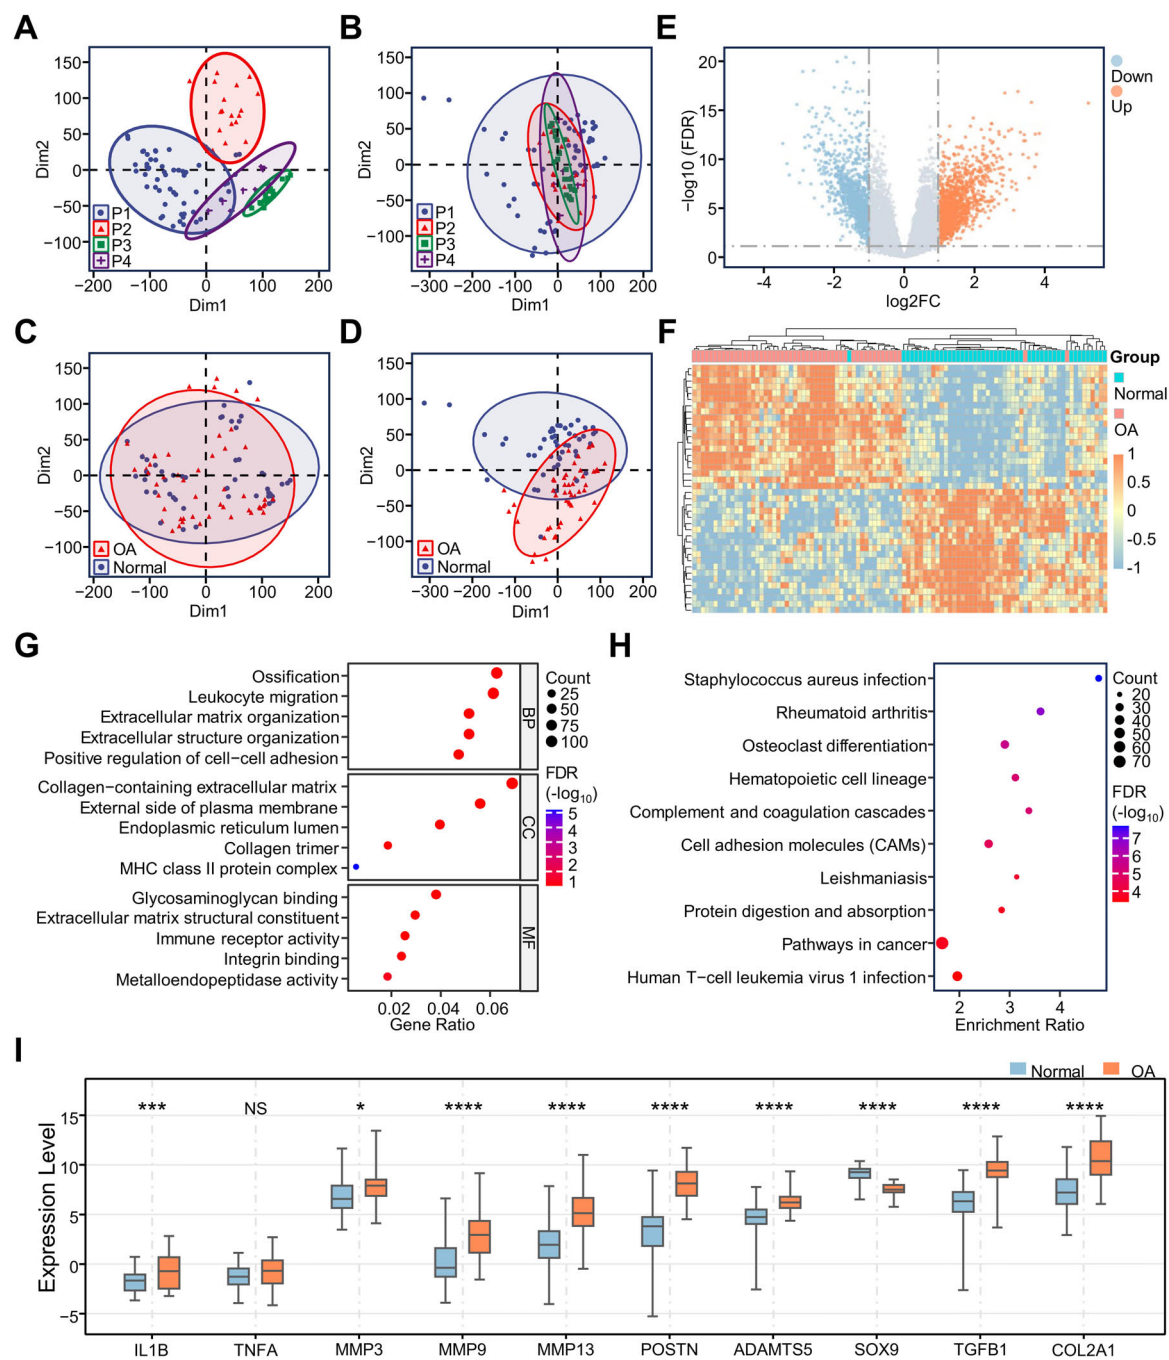 A
150
100
50
0
−50
−100
Dim2
P1
P2
P3
P4
−200 −100 0 100 200
Dim1
B
150
100
50
0
−50
−100
Dim2
P1
P2
P3
P4
−300 −200 −100 0 100 200
Dim1
E
20
15
10
5
0
−log10 (FDR)
-4 -2 0 2 4
log2FC
Down
Up
C
150
100
50
0
−50
−100
Dim2
OA
Normal
−200 −100 0 100 200
Dim1
D
150
100
50
0
−50
−100
Dim2
OA
Normal
−300 −200 −100 0 100 200
Dim1
F
Group
Normal
OA
1
0.5
0
-0.5
-1
G
Ossification
Leukocyte migration
Extracellular matrix organization
Extracellular structure organization
Positive regulation of cell−cell adhesion
BP
Collagen−containing extracellular matrix
External side of plasma membrane
Endoplasmic reticulum lumen
Collagen trimer
MHC class II protein complex
CC
Glycosaminoglycan binding
Extracellular matrix structural constituent
Immune receptor activity
Integrin binding
Metalloendopeptidase activity
MF
0.02 0.04 0.06
Gene Ratio
Count
25
50
75
100
FDR
(-log10)
5
4
3
2
1
H
Staphylococcus aureus infection
Rheumatoid arthritis
Osteoclast differentiation
Hematopoietic cell lineage
Complement and coagulation cascades
Cell adhesion molecules (CAMs)
Leishmaniasis
Protein digestion and absorption
Pathways in cancer
Human T−cell leukemia virus 1 infection
2 3 4
Enrichment Ratio
Count
20
30
40
50
60
70
FDR
(-log10)
7
6
5
4
I
Normal OA
*** NS * **** **** **** **** **** **** ****
15
10
5
0
−5
Expression Level
IL1B TNFA MMP3 MMP9 MMP13 POSTN ADAMTS5 SOX9 TGFB1 COL2A1